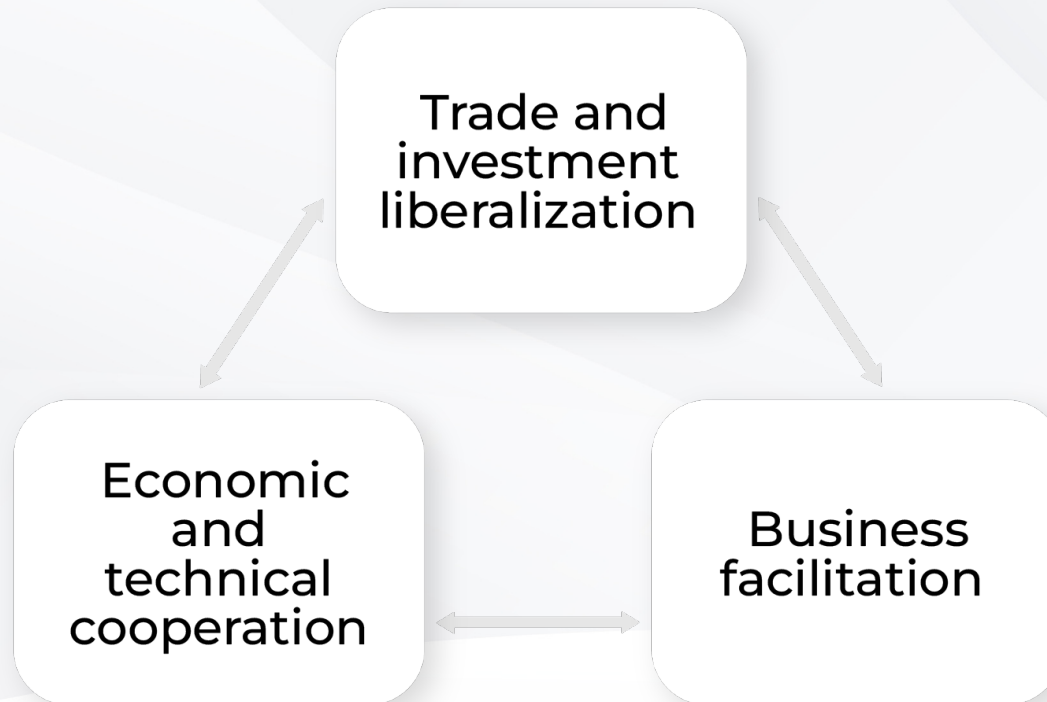 Trade and
investment
liberalization
Economic
and
technical
cooperation
Business
facilitation